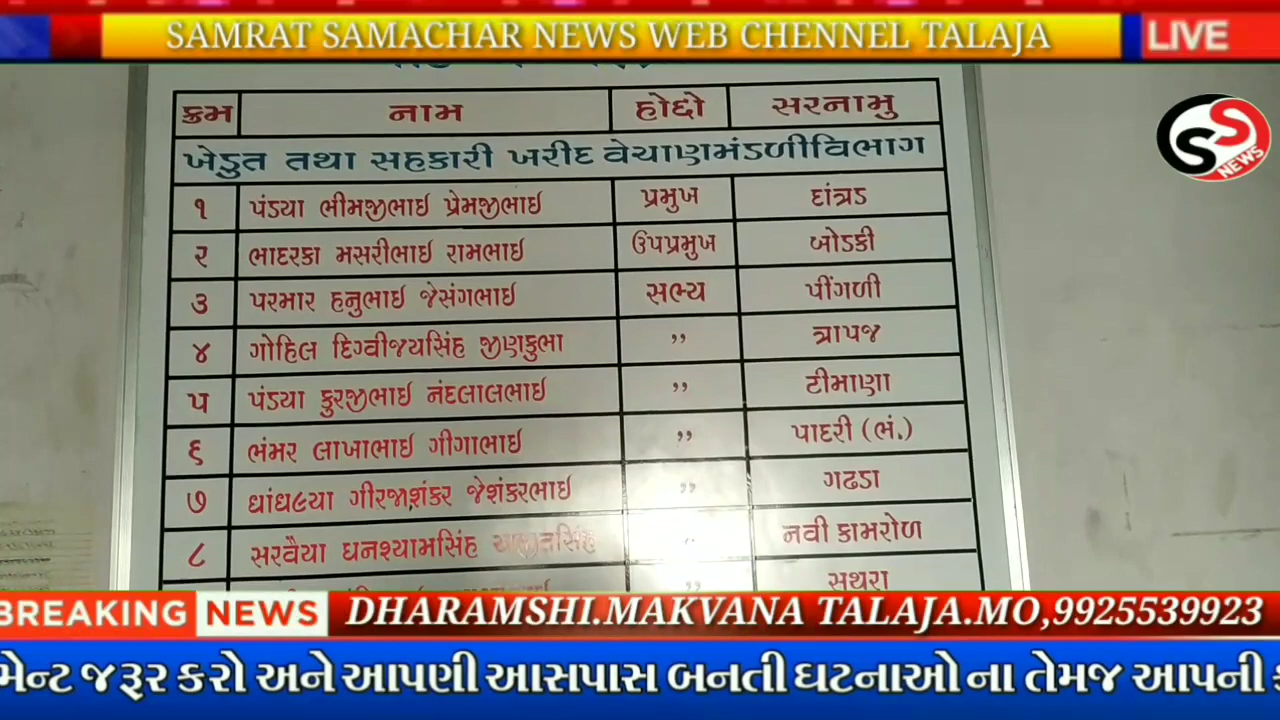 SAMRAT SAMACHAR NEWS WEB CHENNEL TALAJA
LIVE
SS
NEWS
ક્રમ નામ હોદ્દો સરનામુ
ખેડુત તથા સહકારી ખરીદ વેચાણમંડળીવિભાગ
૧ પંડ્યા ભીમજીભાઇ પ્રેમજીભાઇ પ્રમુખ દાંત્રડ
૨ ભાદરકા મસરીભાઇ રામભાઇ ઉપપ્રમુખ બોડકી
૩ પરમાર હનુભાઇ જેસંગભાઇ સભ્ય પીંગળી
૪ ગોહિલ દિગ્વીજયસિંહ જીણકુભા ,, ત્રાપજ
૫ પંડ્યા કુરજીભાઇ નંદલાલભાઇ ,, ટીમાણા
૬ ભંમર લાખાભાઇ ગીગાભાઇ ,, પાદરી (ભં.)
૭ ધાંધલ્યા ગીરજાશંકર જેશંકરભાઇ ,, ગઢડા
૮ સરવૈયા ઘનશ્યામસિંહ ,, નવી કામરોળ
,, સથરા
BREAKING NEWS DHARAMSHI.MAKVANA TALAJA.MO,9925539923
મેન્ટ જરૂર કરો અને આપણી આસપાસ બનતી ઘટનાઓ ના તેમજ આપની